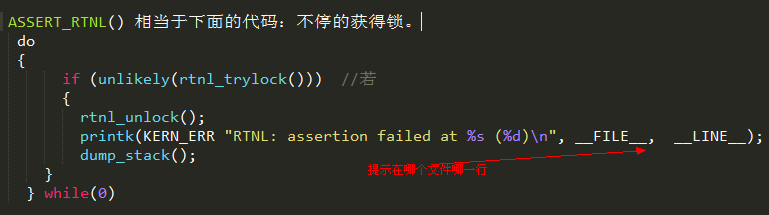 ASSERT_RTNL() 相当于下面的代码：不停的获得锁。
do
{
if (unlikely(rtnl_trylock()))  //若
{
rtnl_unlock();
printk(KERN_ERR "RTNL: assertion failed at %s (%d)\n", __FILE__,  __LINE__);
dump_stack();
提示在哪个文件哪一行
}
} while(0)